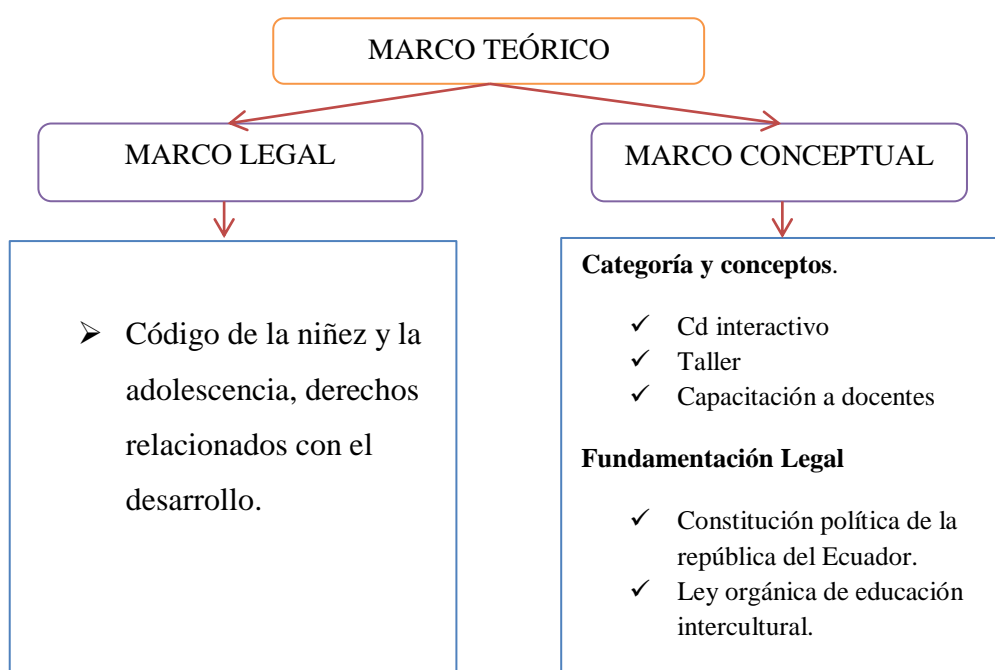 MARCO TEÓRICO
MARCO LEGAL
MARCO CONCEPTUAL
➢ Código de la niñez y la
adolescencia, derechos
relacionados con el
desarrollo.
Categoría y conceptos.
✓ Cd interactivo
✓ Taller
✓ Capacitación a docentes
Fundamentación Legal
✓ Constitución política de la
república del Ecuador.
✓ Ley orgánica de educación
intercultural.